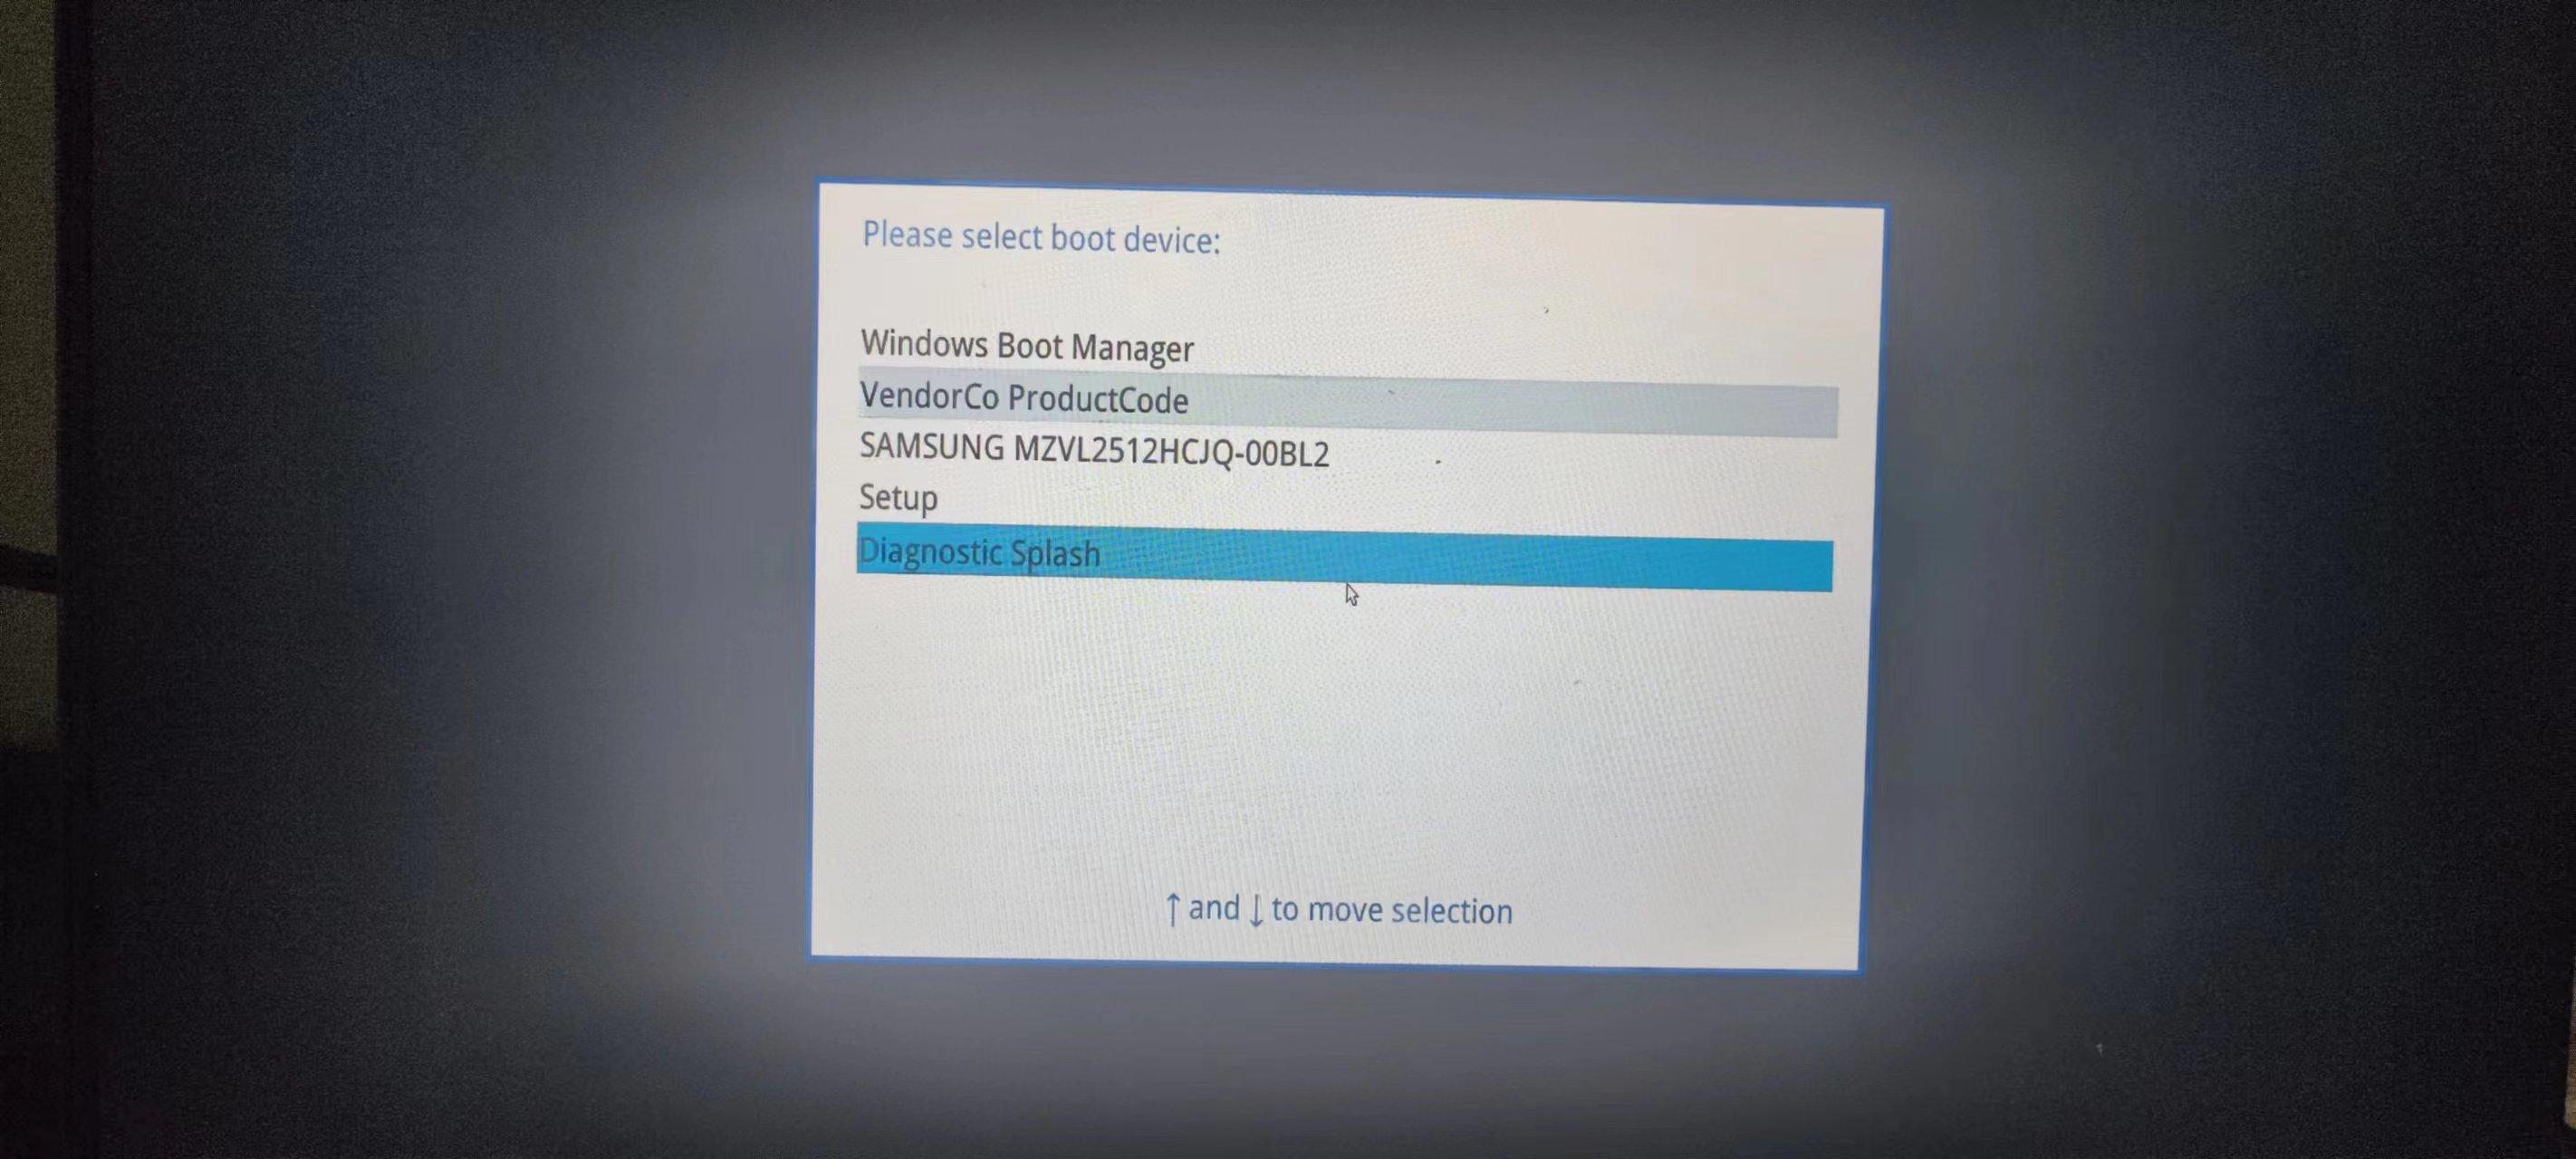 Please select boot device:
Windows Boot Manager
VendorCo ProductCode
SAMSUNG MZVL2512HCJQ-00BL2
Setup
Diagnostic Splash
↑ and ↓ to move selection